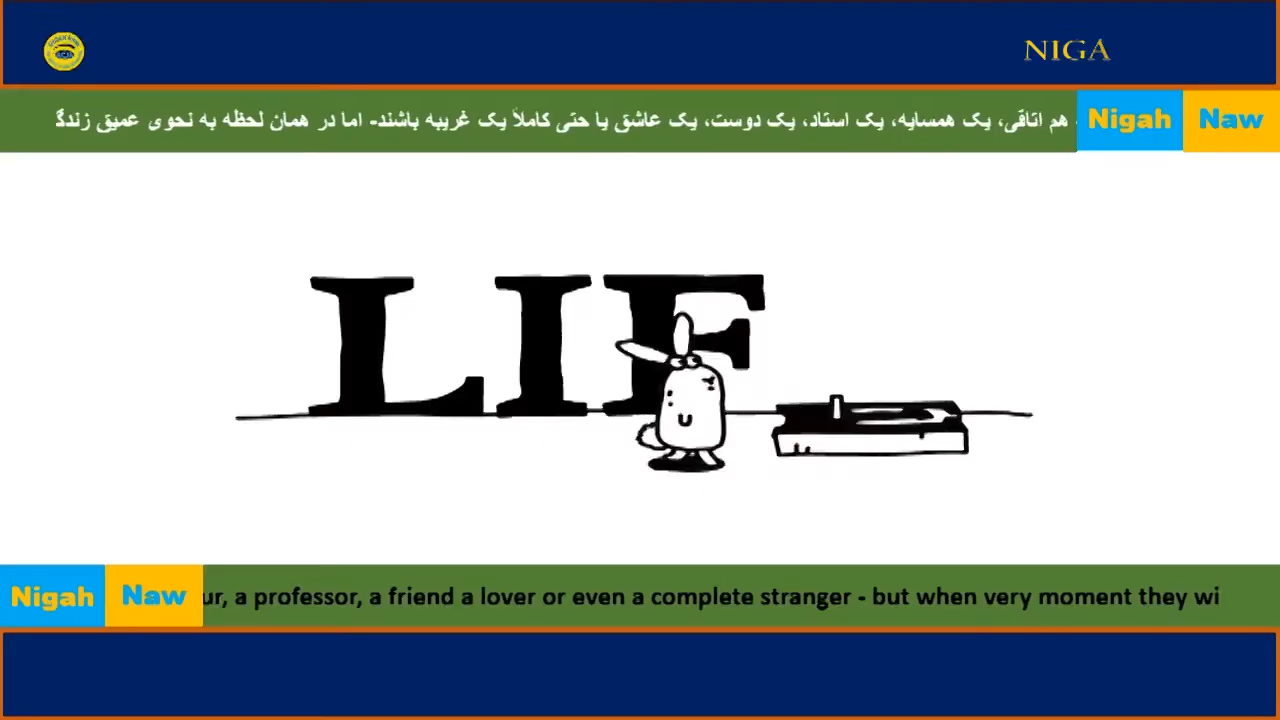 NIGA
هم اتاقی، یک همسایه، یک استاد، یک دوست، یک عاشق یا حتی کاملاً یک غریبه باشند- اما در همان لحظه به نحوی عمیق زندگ
Nigah Naw
LIF
Nigah Naw
ur, a professor, a friend a lover or even a complete stranger - but when very moment they wi